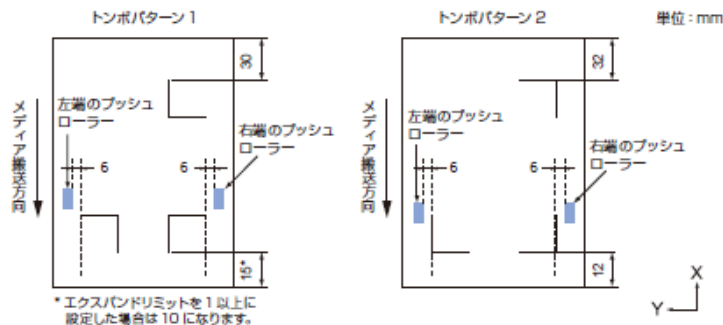 トンボパターン 1
トンボパターン 2
単位：mm
30
メディア搬送方向
左端のプッシュ
ローラー
右端のプッシュ
ローラー
6
6
15*
* エクスパンドリミットを 1 以上に
設定した場合は 10 になります。
32
メディア搬送方向
左端のプッシュ
ローラー
右端のプッシュ
ローラー
6
6
12
X
Y